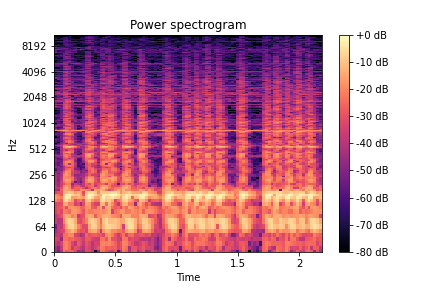 Power spectrogram
8192
4096
2048
1024
512
256
128
64
0
Hz
0 0.5 1 1.5 2
Time
+0 dB
-10 dB
-20 dB
-30 dB
-40 dB
-50 dB
-60 dB
-70 dB
-80 dB